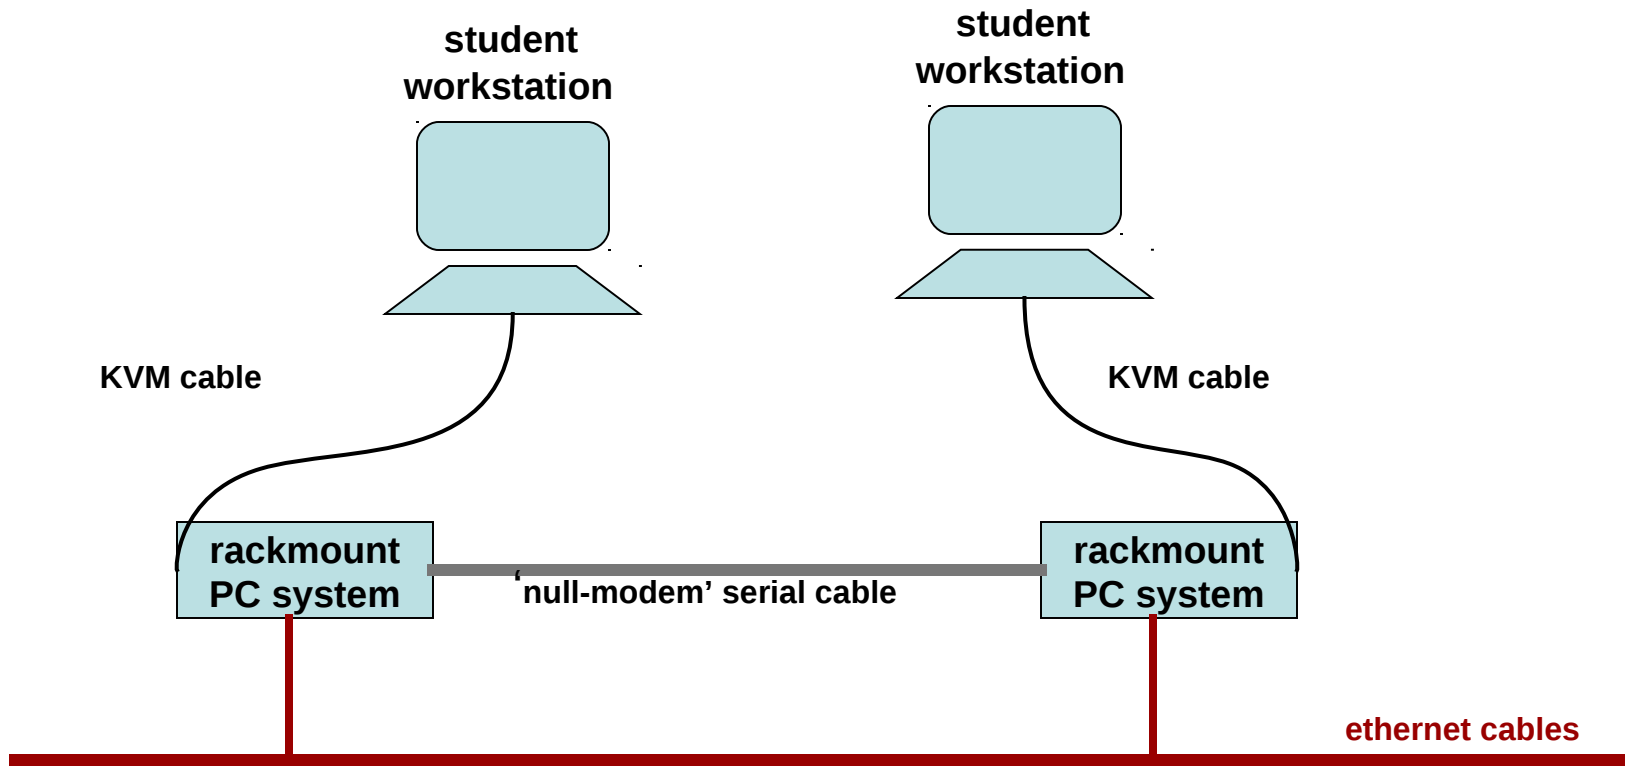 student
workstation
student
workstation
KVM cable
KVM cable
rackmount
PC system
‘null-modem’ serial cable
rackmount
PC system
ethernet cables